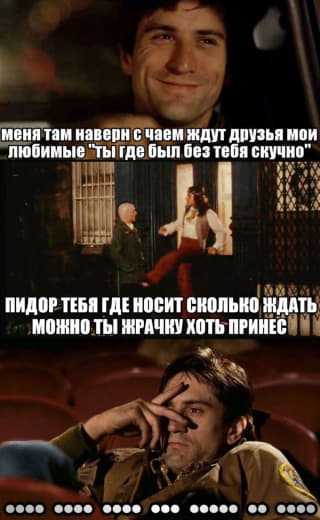 меня там наверн с чаем ждут друзья мои
любимые "ты где был без тебя скучно"
ПИДОР ТЕБЯ ГДЕ НОСИТ СКОЛЬКО ЖДАТЬ
МОЖНО ТЫ ЖРАЧКУ ХОТЬ ПРИНЕС